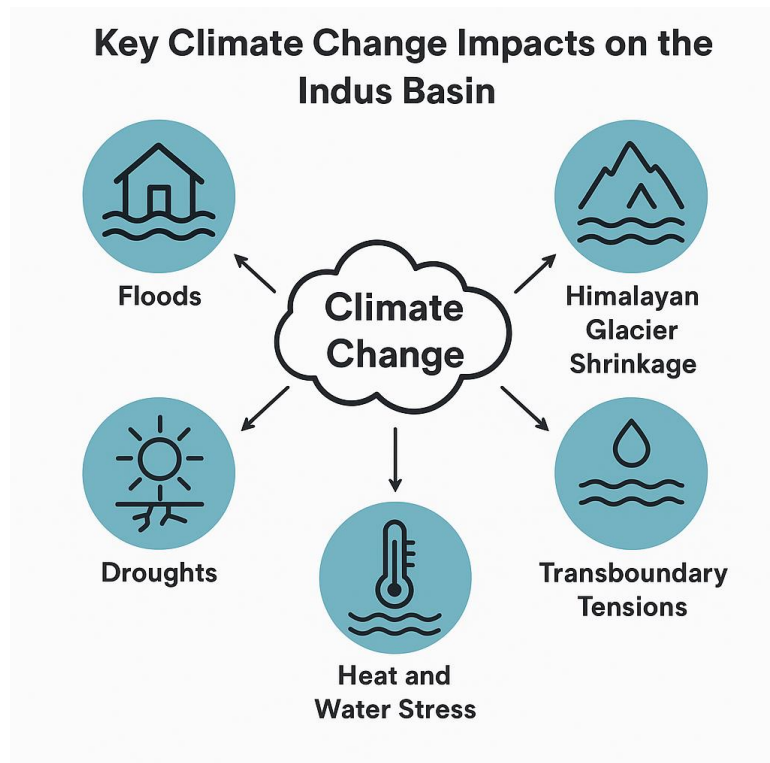 Key Climate Change Impacts on the
Indus Basin
Floods
Himalayan
Glacier
Shrinkage
Climate
Change
Droughts
Transboundary
Tensions
Heat and
Water Stress